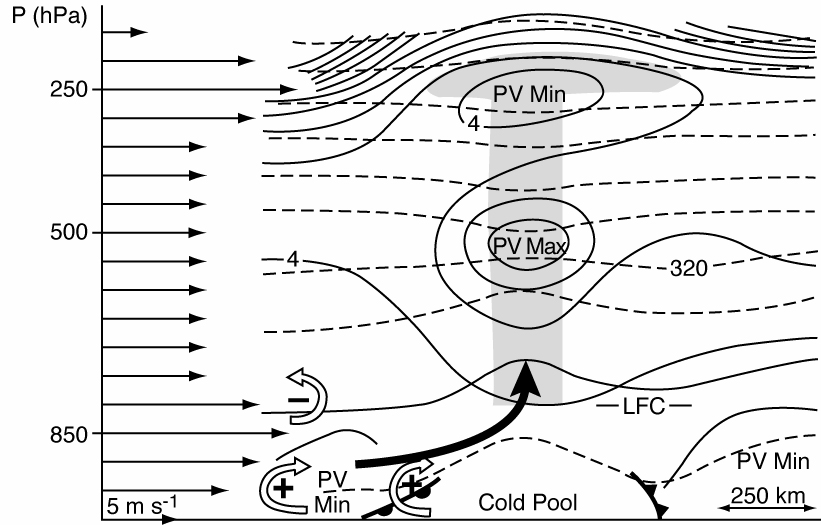 P (hPa)
250
PV Min
4
500
PV Max
4
320
−
LFC
850
+
PV
Min
+
PV Min
5 m s-1
Cold Pool
250 km